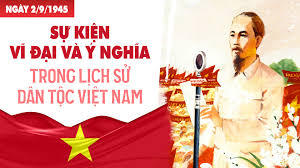 NGÀY 2/9/1945
SỰ KIỆN
VĨ ĐẠI VÀ Ý NGHĨA
TRONG LỊCH SỬ
DÂN TỘC VIỆT NAM